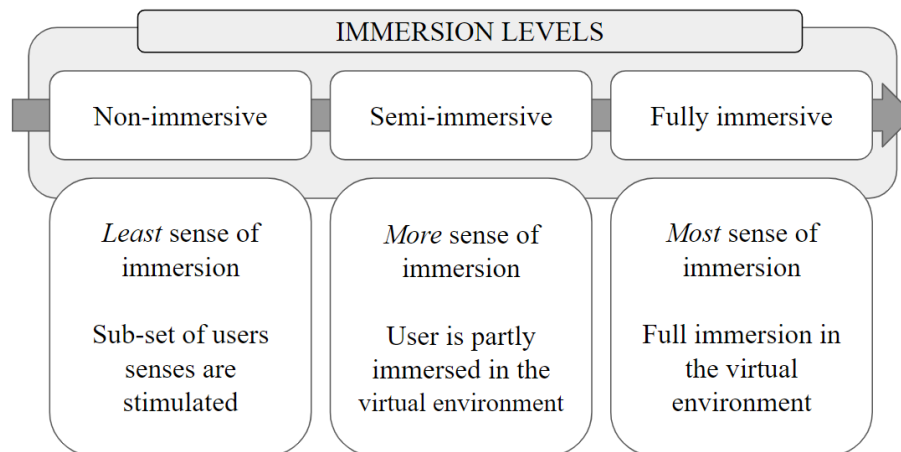 IMMERSION LEVELS
Non-immersive
Semi-immersive
Fully immersive
Least sense of
immersion
Sub-set of users
senses are
stimulated
More sense of
immersion
User is partly
immersed in the
virtual environment
Most sense of
immersion
Full immersion in
the virtual
environment